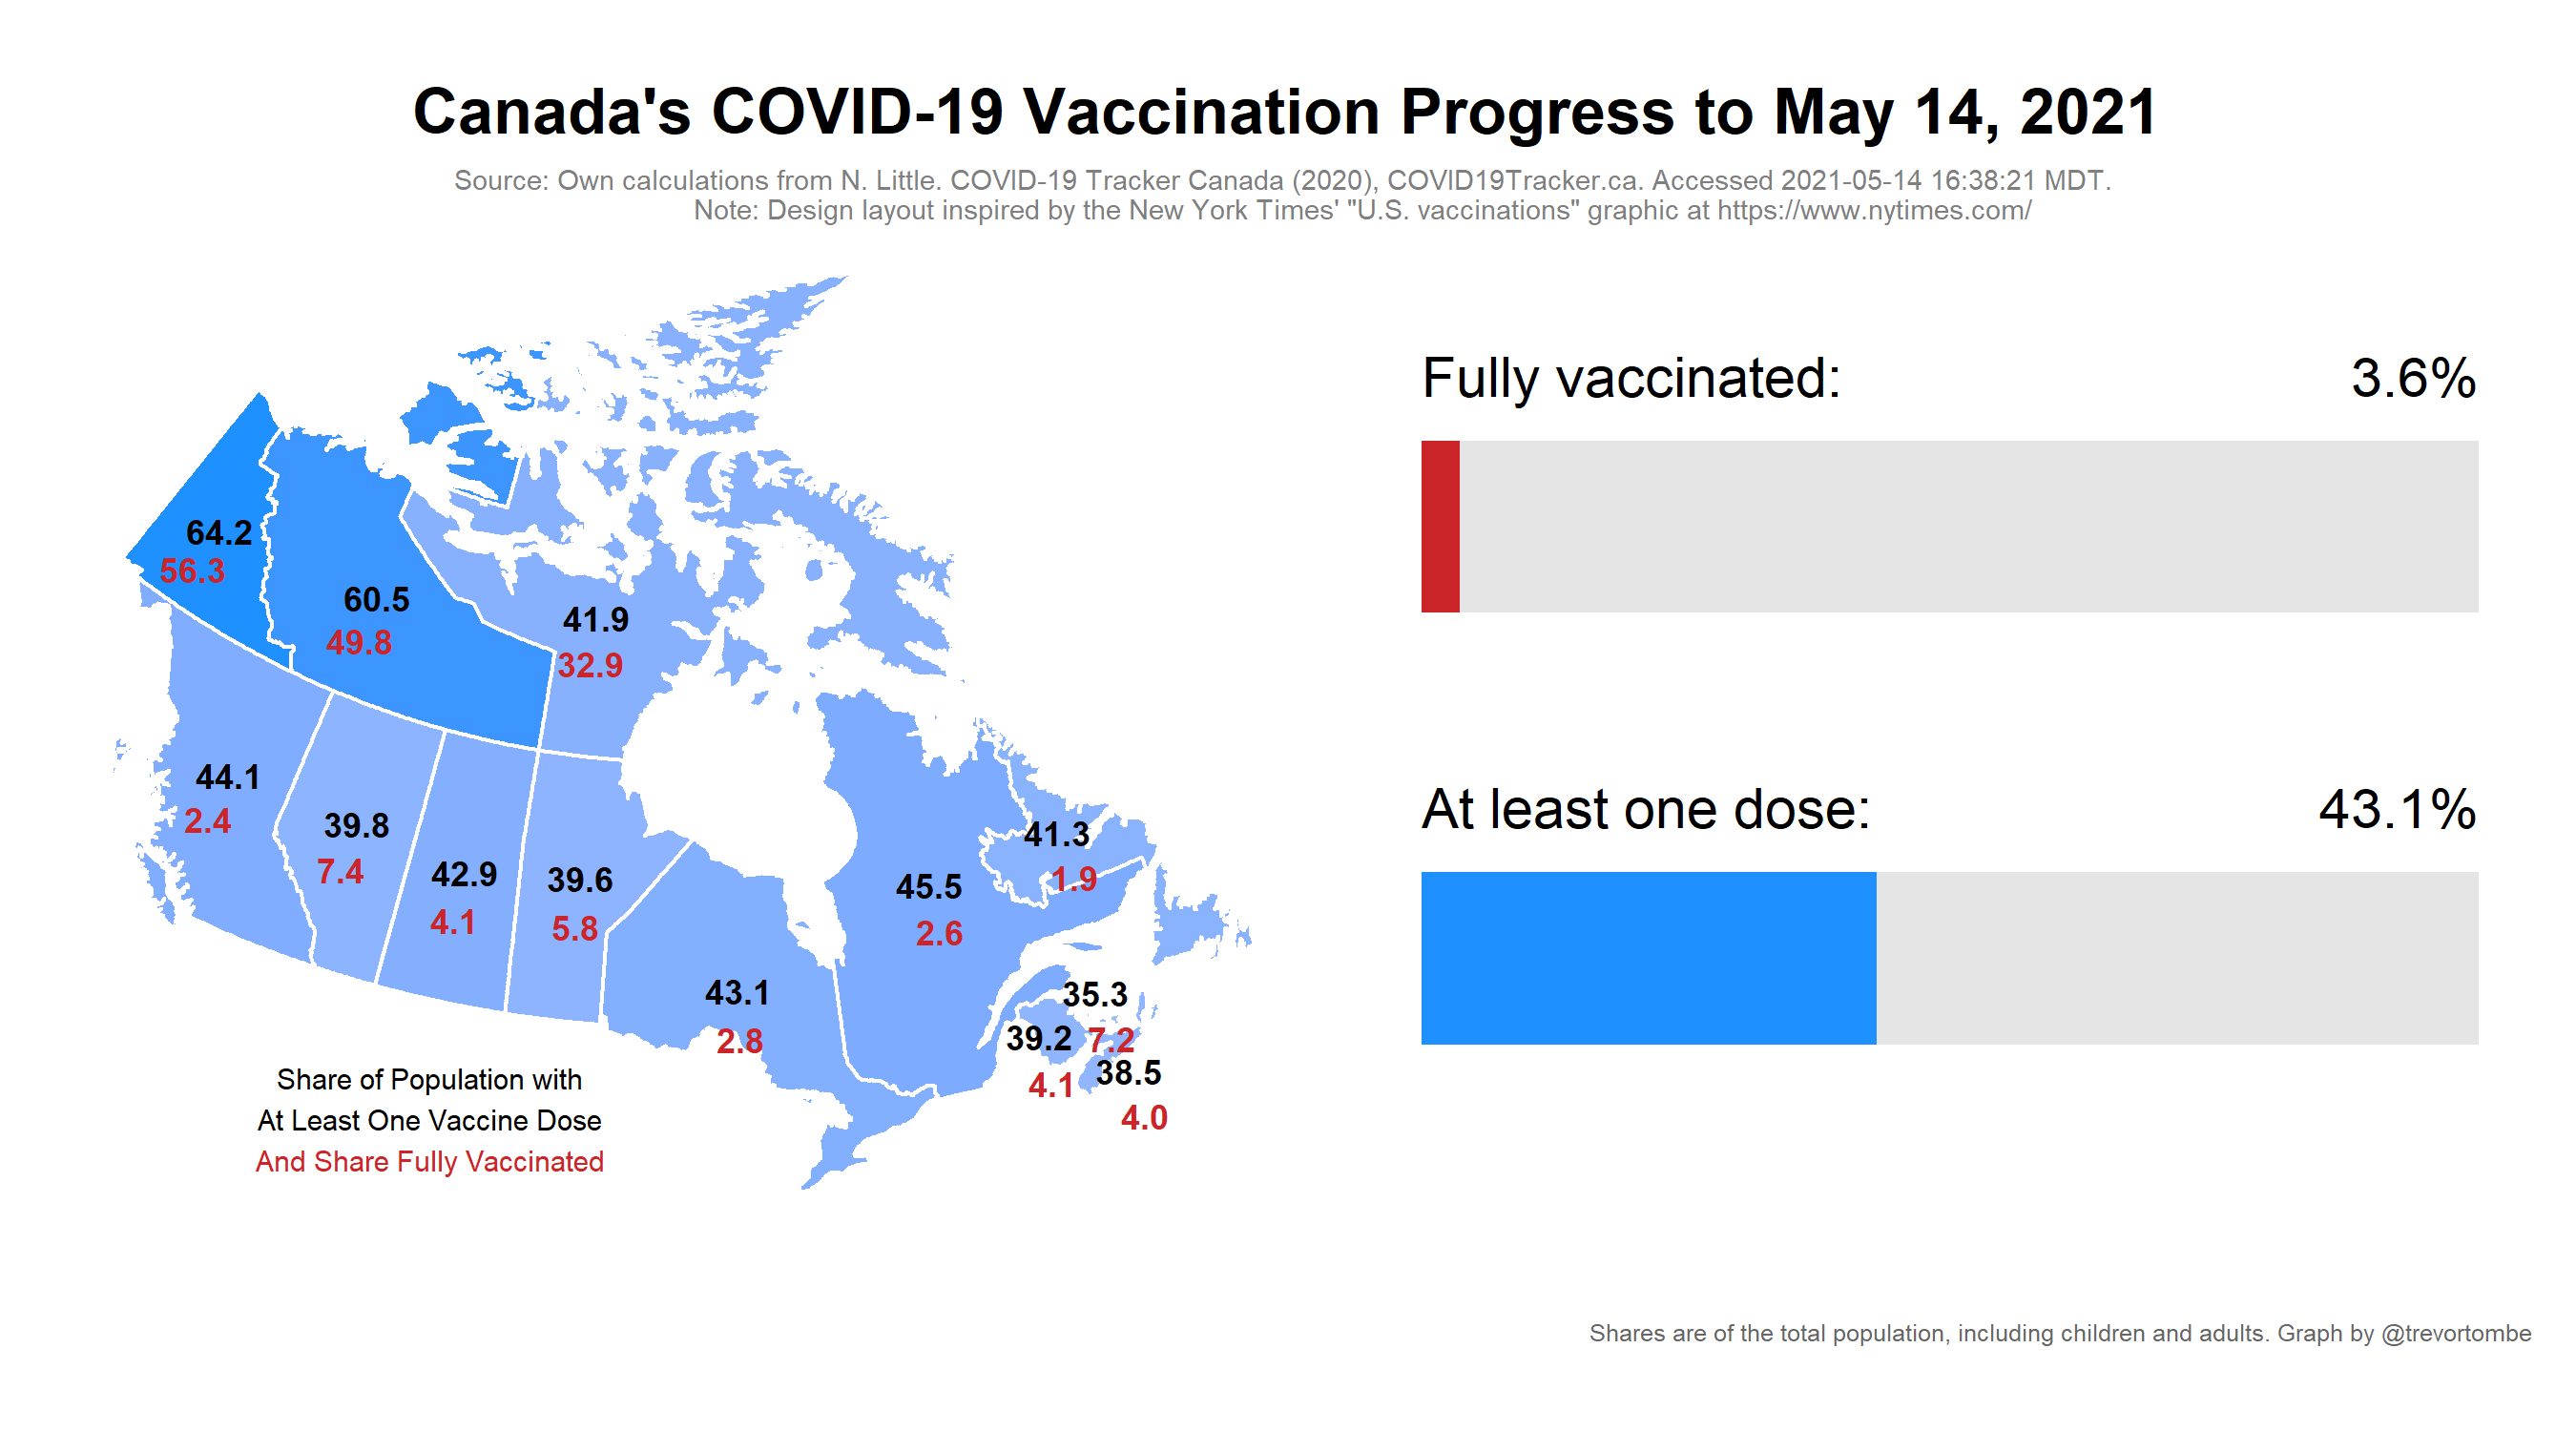 Canada's COVID-19 Vaccination Progress to May 14, 2021
Source: Own calculations from N. Little. COVID-19 Tracker Canada (2020), COVID19Tracker.ca. Accessed 2021-05-14 16:38:21 MDT.
Note: Design layout inspired by the New York Times' "U.S. vaccinations" graphic at https://www.nytimes.com/
64.2
56.3
60.5
49.8
41.9
32.9
44.1
2.4
39.8
7.4
42.9
4.1
39.6
5.8
43.1
2.8
45.5
2.6
41.3
1.9
35.3
7.2
39.2
4.1
38.5
4.0
Share of Population with
At Least One Vaccine Dose
And Share Fully Vaccinated
Fully vaccinated: 3.6%
At least one dose: 43.1%
Shares are of the total population, including children and adults. Graph by @trevortombe